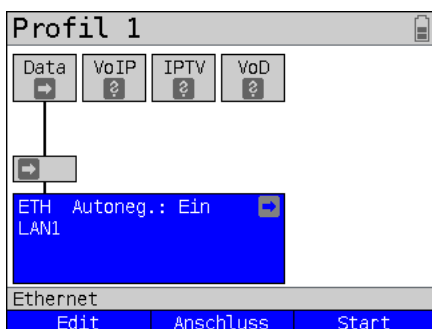 Profil 1
Data VoIP IPTV VoD
? ? ?
ETH Autoneg.: Ein
LAN1
Ethernet
Edit Anschluss Start